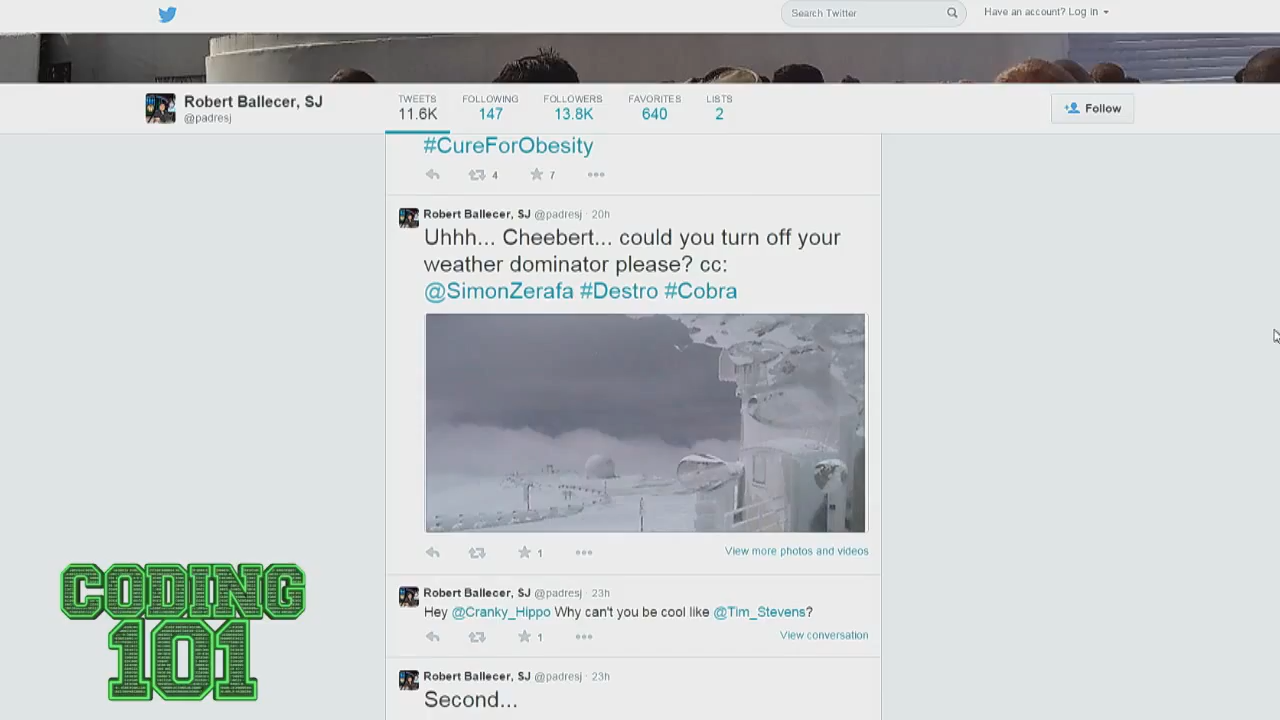 Search Twitter
Have an account? Log in
Robert Ballecer, SJ
@padresj
TWEETS
11.6K
FOLLOWING
147
FOLLOWERS
13.8K
FAVORITES
640
LISTS
2
Follow
#CureForObesity
4
7
Robert Ballecer, SJ @padresj · 20h
Uhhh... Cheebert... could you turn off your
weather dominator please? cc:
@SimonZerafa #Destro #Cobra
1
View more photos and videos
Robert Ballecer, SJ @padresj · 23h
Hey @Cranky_Hippo Why can't you be cool like @Tim_Stevens?
1
View conversation
Robert Ballecer, SJ @padresj · 23h
Second...
CODING
101